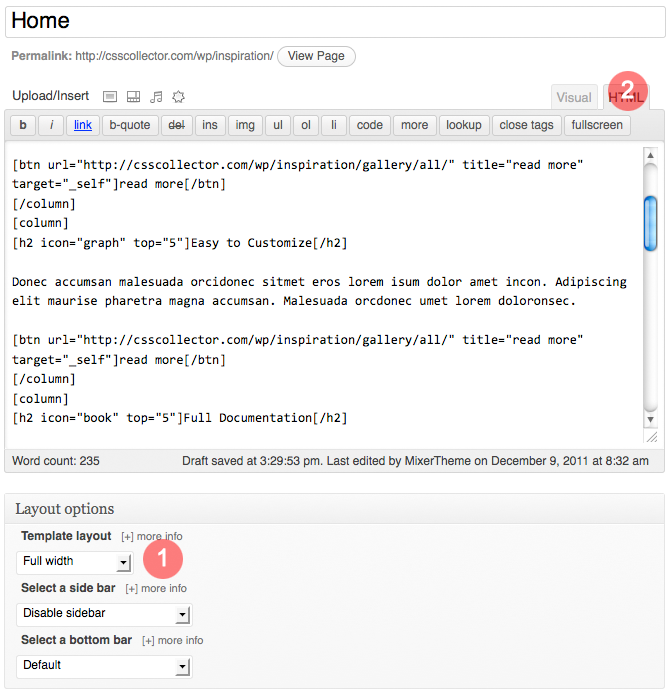 Home
Permalink: http://csscollector.com/wp/inspiration/ View Page
Upload/Insert Visual HTML 2
b i link b-quote del ins img ul ol li code more lookup close tags fullscreen
[btn url="http://csscollector.com/wp/inspiration/gallery/all/" title="read more"
target="_self"]read more[/btn]
[/column]
[column]
[h2 icon="graph" top="5"]Easy to Customize[/h2]
Donec accumsan malesuada orcidonec sitmet eros lorem isum dolor amet incon. Adipiscing
elit maurise pharetra magna accumsan. Malesuada orcdonec umet lorem doloronsec.
[btn url="http://csscollector.com/wp/inspiration/gallery/all/" title="read more"
target="_self"]read more[/btn]
[/column]
[column]
[h2 icon="book" top="5"]Full Documentation[/h2]
Word count: 235 Draft saved at 3:29:53 pm. Last edited by MixerTheme on December 9, 2011 at 8:32 am
Layout options
Template layout [+] more info
Full width 1
Select a side bar [+] more info
Disable sidebar
Select a bottom bar [+] more info
Default